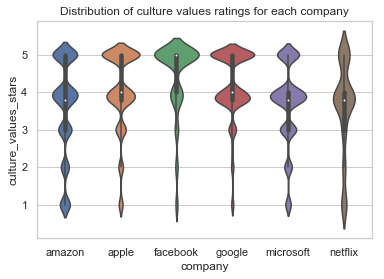 Distribution of culture values ratings for each company
culture_values_stars
5
4
3
2
1
amazon apple facebook google microsoft netflix
company